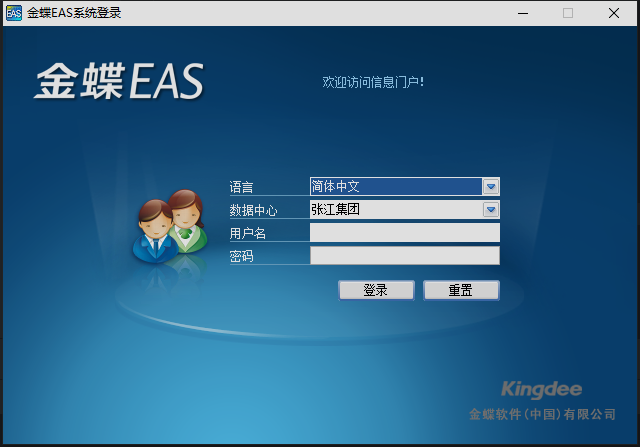 EAS 金蝶EAS系统登录
金蝶EAS
欢迎访问信息门户!
语言 简体中文
数据中心 张江集团
用户名
密码
登录 重置
Kingdee
金蝶软件(中国)有限公司